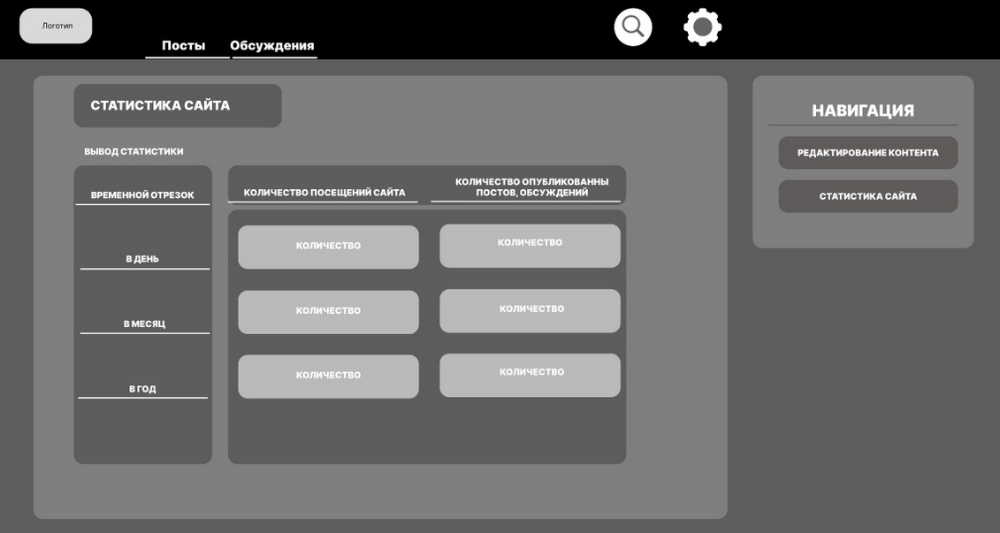 Логотип
Посты
Обсуждения
СТАТИСТИКА САЙТА
ВЫВОД СТАТИСТИКИ
ВРЕМЕННОЙ ОТРЕЗОК
КОЛИЧЕСТВО ПОСЕЩЕНИЙ САЙТА
КОЛИЧЕСТВО ОПУБЛИКОВАННЫ
ПОСТОВ, ОБСУЖДЕНИЙ
В ДЕНЬ
КОЛИЧЕСТВО
КОЛИЧЕСТВО
В МЕСЯЦ
КОЛИЧЕСТВО
КОЛИЧЕСТВО
В ГОД
КОЛИЧЕСТВО
КОЛИЧЕСТВО
НАВИГАЦИЯ
РЕДАКТИРОВАНИЕ КОНТЕНТА
СТАТИСТИКА САЙТА